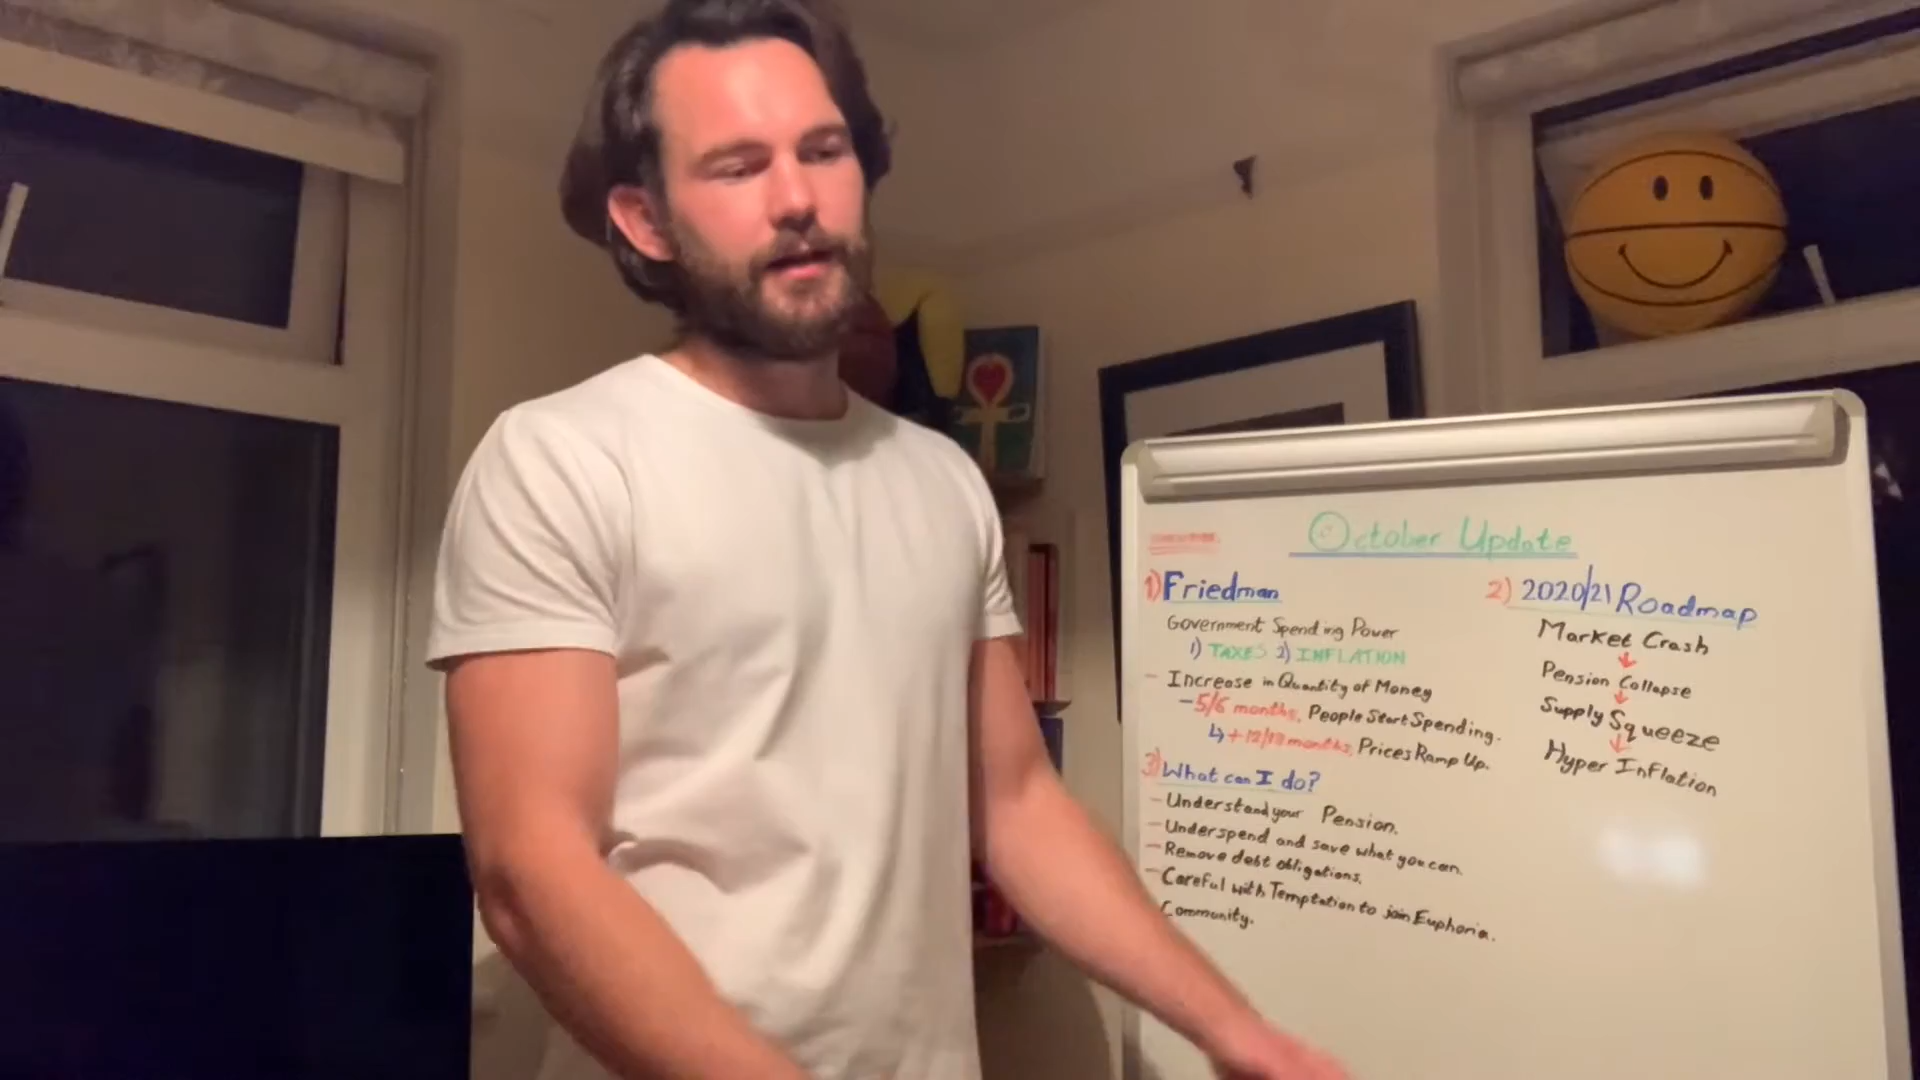 October Update
1) Friedman
Government Spending Power
1) TAXES 2) INFLATION
- Increase in Quantity of Money
- 5/6 months, People Start Spending.
↳ + 12/18 months, Prices Ramp Up.
3) What can I do?
- Understand your Pension.
- Underspend and save what you can.
- Remove debt obligations.
- Careful with Temptation to join Euphoria.
Community.
2) 2020/21 Roadmap
Market Crash
↓
Pension Collapse
↓
Supply Squeeze
↓
Hyper Inflation